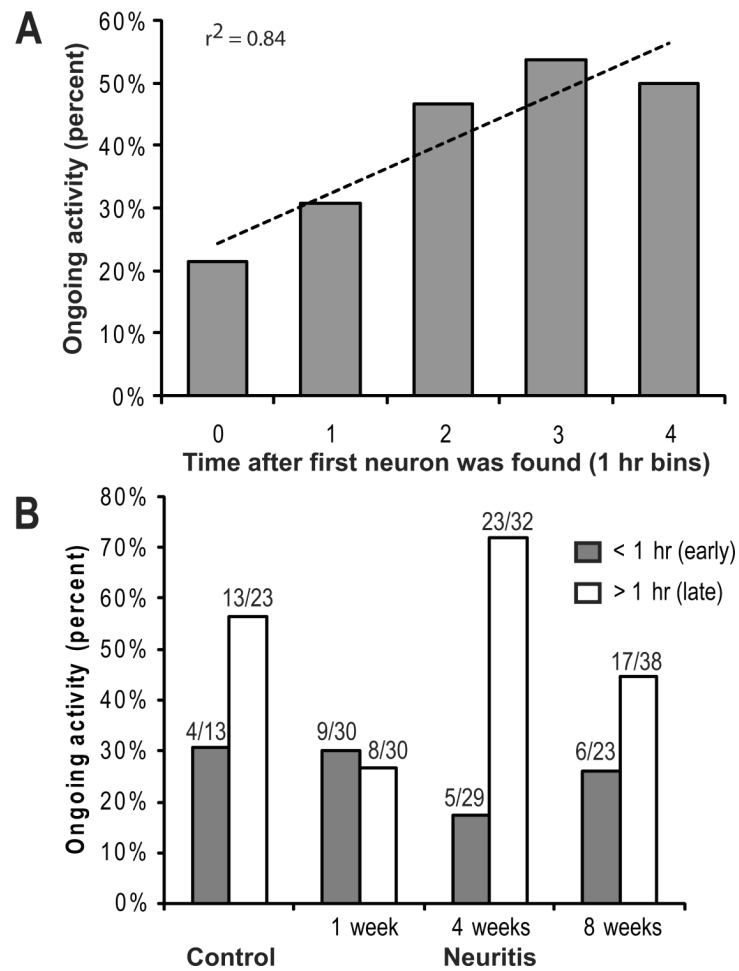 A
r² = 0.84
Ongoing activity (percent)
60%
50%
40%
30%
20%
10%
0%
0 1 2 3 4
Time after first neuron was found (1 hr bins)
B
Ongoing activity (percent)
80%
70%
60%
50%
40%
30%
20%
10%
0%
< 1 hr (early)
> 1 hr (late)
4/13
13/23
9/30
8/30
5/29
23/32
6/23
17/38
1 week 4 weeks 8 weeks
Control Neuritis